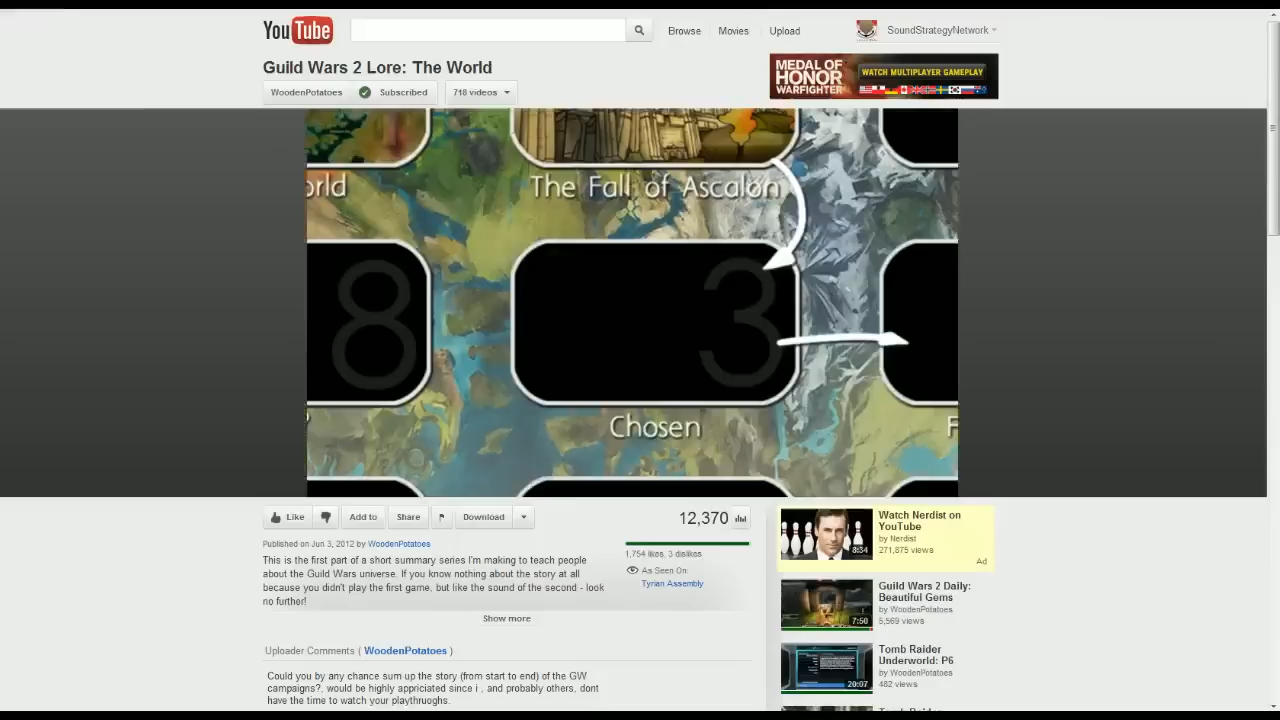 YouTube
Browse
Movies
Upload
SoundStrategyNetwork
Guild Wars 2 Lore: The World
WoodenPotatoes
Subscribed
718 videos
MEDAL OF
HONOR
WARFIGHTER
WATCH MULTIPLAYER GAMEPLAY
The Fall of Ascalon
8
3
Chosen
Like
Add to
Share
Download
12,370
Published on Jun 3, 2012 by WoodenPotatoes
1,754 likes, 3 dislikes
This is the first part of a short summary series I'm making to teach people
about the Guild Wars universe. If you know nothing about the story at all
because you didn't play the first game, but like the sound of the second - look
no further!
As Seen On:
Tyrian Assembly
Show more
Uploader Comments ( WoodenPotatoes )
Could you by any chance sum up the story (from start to end) of the GW
campaigns?, would be highly appriciated since i , and probably others, dont
have the time to watch your playthruoghs.
8:34
Watch Nerdist on
YouTube
by Nerdist
271,875 views
Ad
7:50
Guild Wars 2 Daily:
Beautiful Gems
by WoodenPotatoes
5,569 views
20:07
Tomb Raider
Underworld: P6
by WoodenPotatoes
482 views